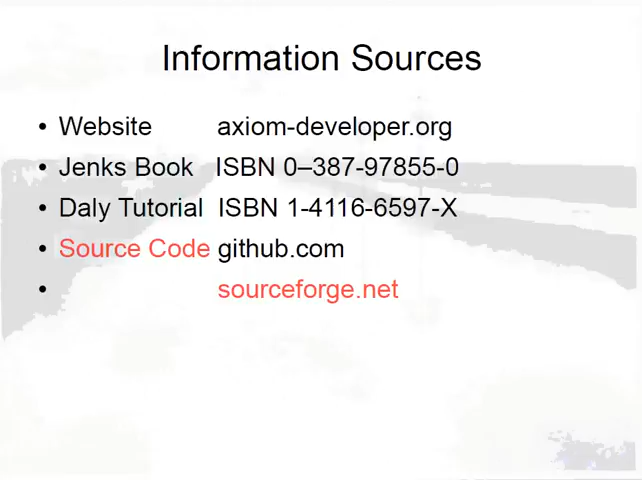 Information Sources
• Website axiom-developer.org
• Jenks Book ISBN 0–387-97855-0
• Daly Tutorial ISBN 1-4116-6597-X
• Source Code github.com
• sourceforge.net